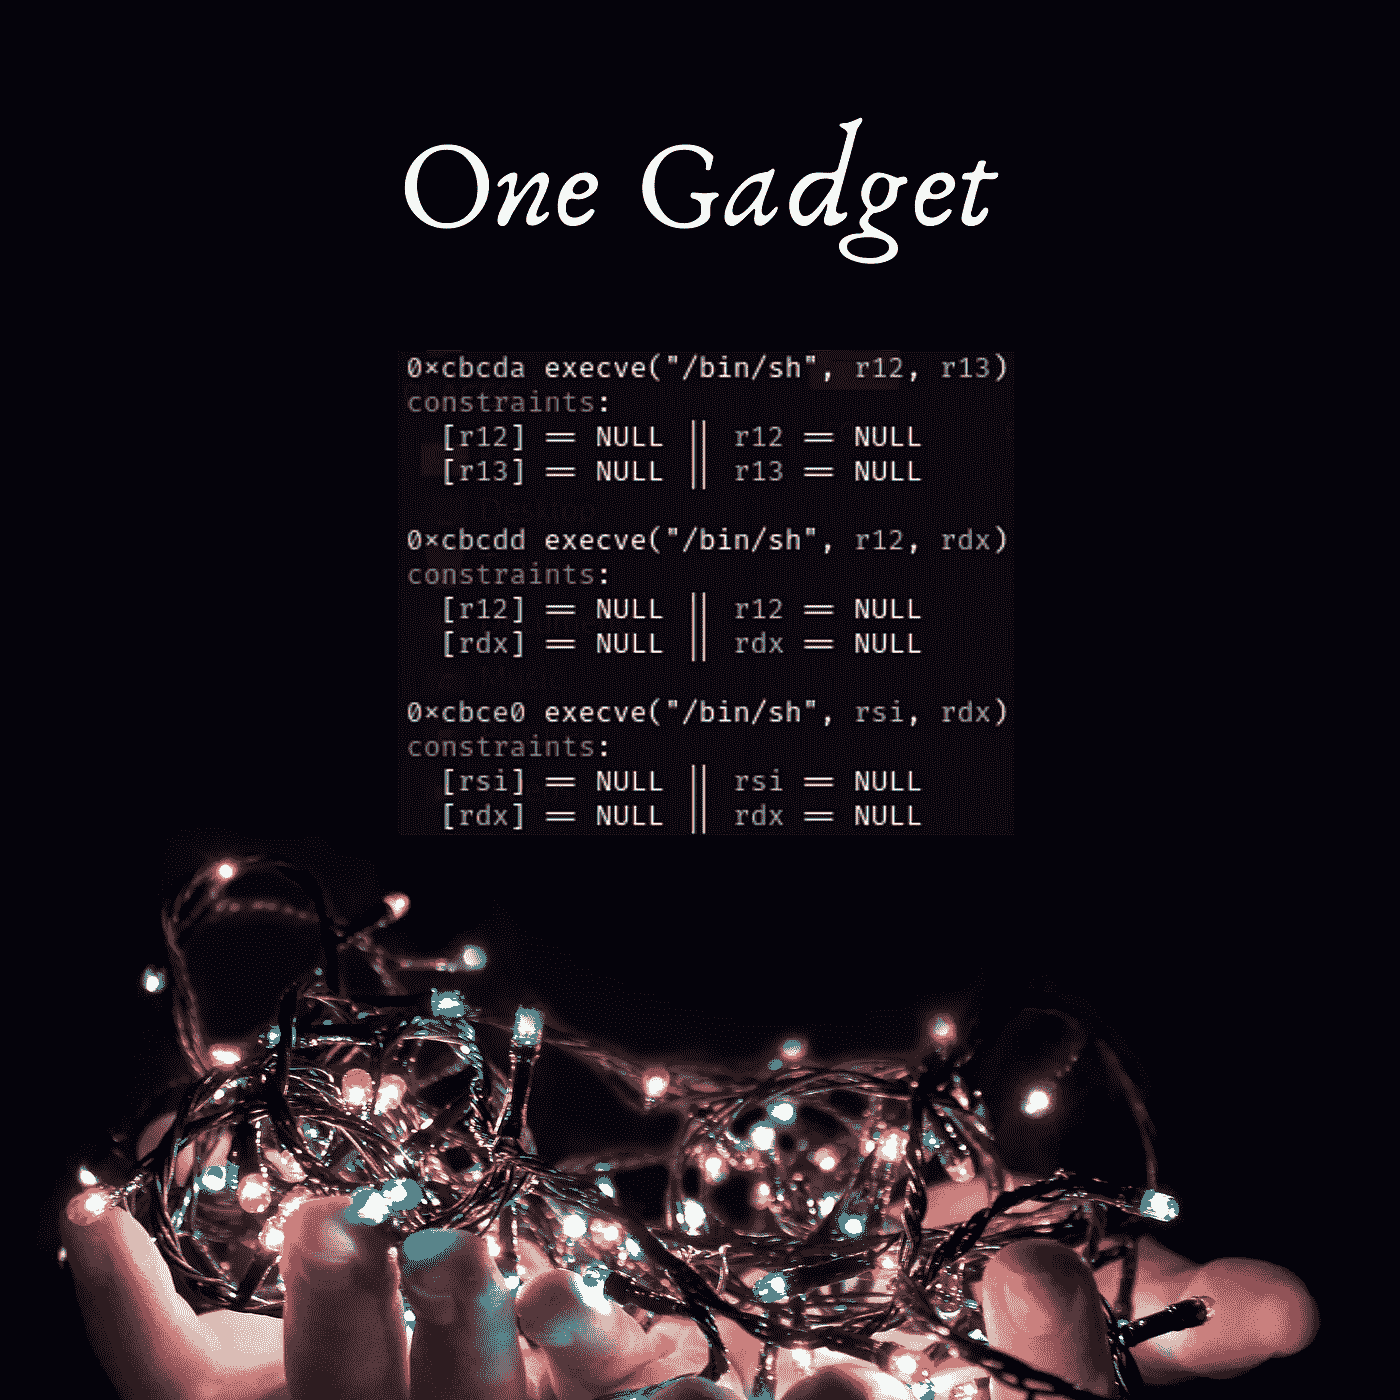 One Gadget
0×cbcda execve("/bin/sh", r12, r13)
constraints:
[r12] == NULL || r12 == NULL
[r13] == NULL || r13 == NULL
0×cbcdd execve("/bin/sh", r12, rdx)
constraints:
[r12] == NULL || r12 == NULL
[rdx] == NULL || rdx == NULL
0×cbce0 execve("/bin/sh", rsi, rdx)
constraints:
[rsi] == NULL || rsi == NULL
[rdx] == NULL || rdx == NULL